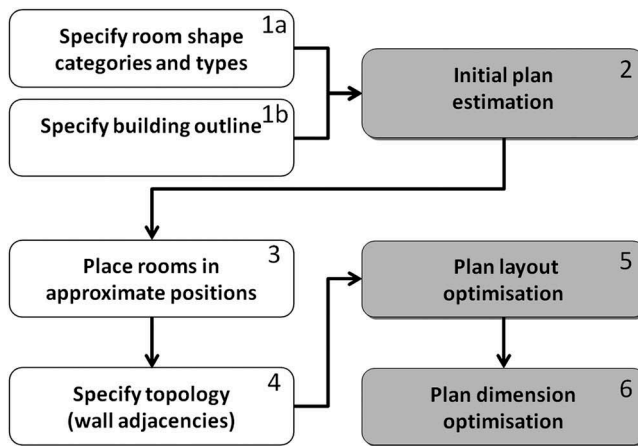 1a
Specify room shape
categories and types
1b
Specify building outline
2
Initial plan
estimation
3
Place rooms in
approximate positions
4
Specify topology
(wall adjacencies)
5
Plan layout
optimisation
6
Plan dimension
optimisation